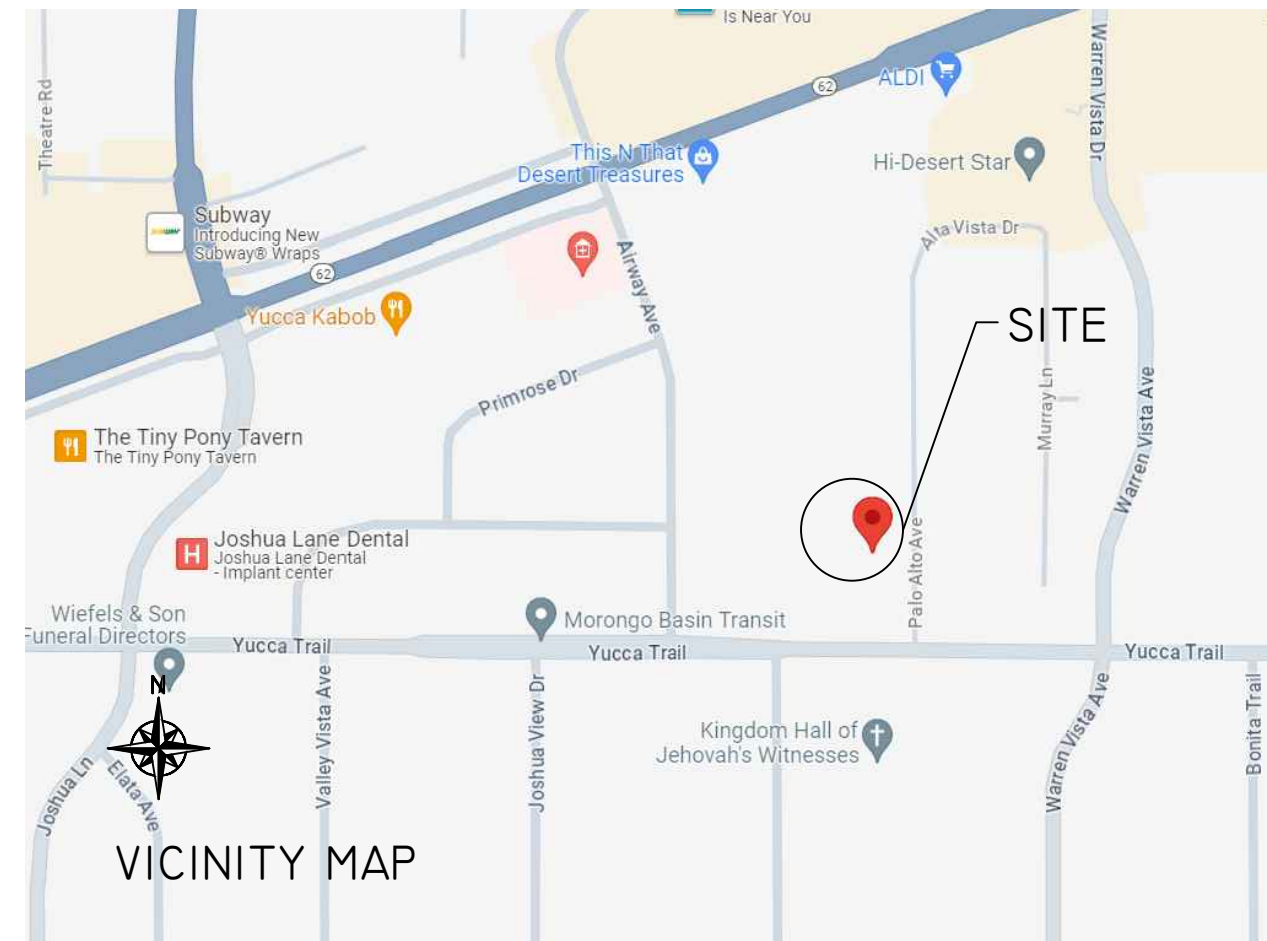 Is Near You
Theatre Rd
62
ALDI
Warren Vista Dr
This N That
Desert Treasures
Hi-Desert Star
Subway
Introducing New
Subway® Wraps
Alta Vista Dr
62
Airway Ave
Yucca Kabob
SITE
Primrose Dr
Murray Ln
Warren Vista Ave
The Tiny Pony Tavern
The Tiny Pony Tavern
H
Joshua Lane Dental
Joshua Lane Dental
- Implant center
Palo Alto Ave
Wiefels & Son
Funeral Directors
Morongo Basin Transit
Yucca Trail
Yucca Trail
Yucca Trail
N
Valley Vista Ave
Joshua View Dr
Kingdom Hall of
Jehovah's Witnesses
Warren Vista Ave
Bonita Trail
Joshua Ln
Elata Ave
VICINITY MAP